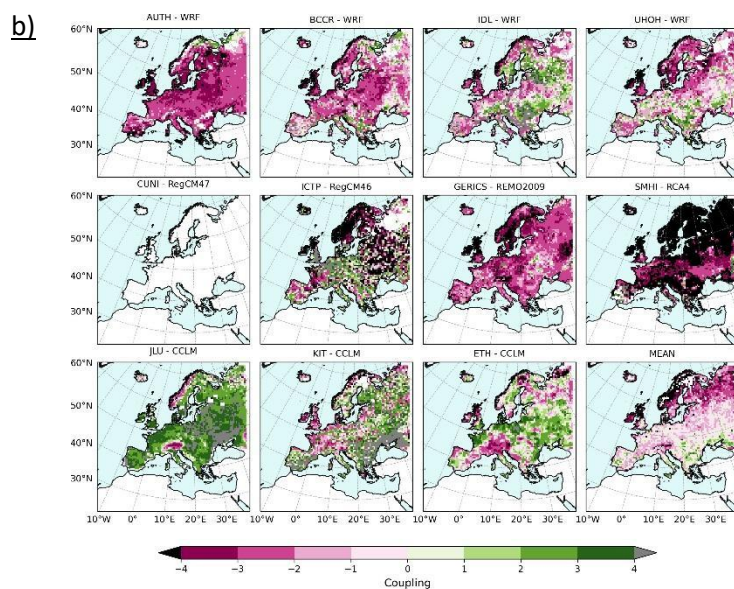 b)
AUTH - WRF BCCR - WRF IDL - WRF UHOH - WRF
60°N
50°N
40°N
30°N
CUNI - RegCM47 ICTP - RegCM46 GERICS - REMO2009 SMHI - RCA4
60°N
50°N
40°N
30°N
JLU - CCLM KIT - CCLM ETH - CCLM MEAN
60°N
50°N
40°N
30°N
10°W 0° 10°E 20°E 30°E 10°W 0° 10°E 20°E 30°E 10°W 0° 10°E 20°E 30°E 10°W 0° 10°E 20°E 30°E
−4 −3 −2 −1 0 1 2 3 4
Coupling